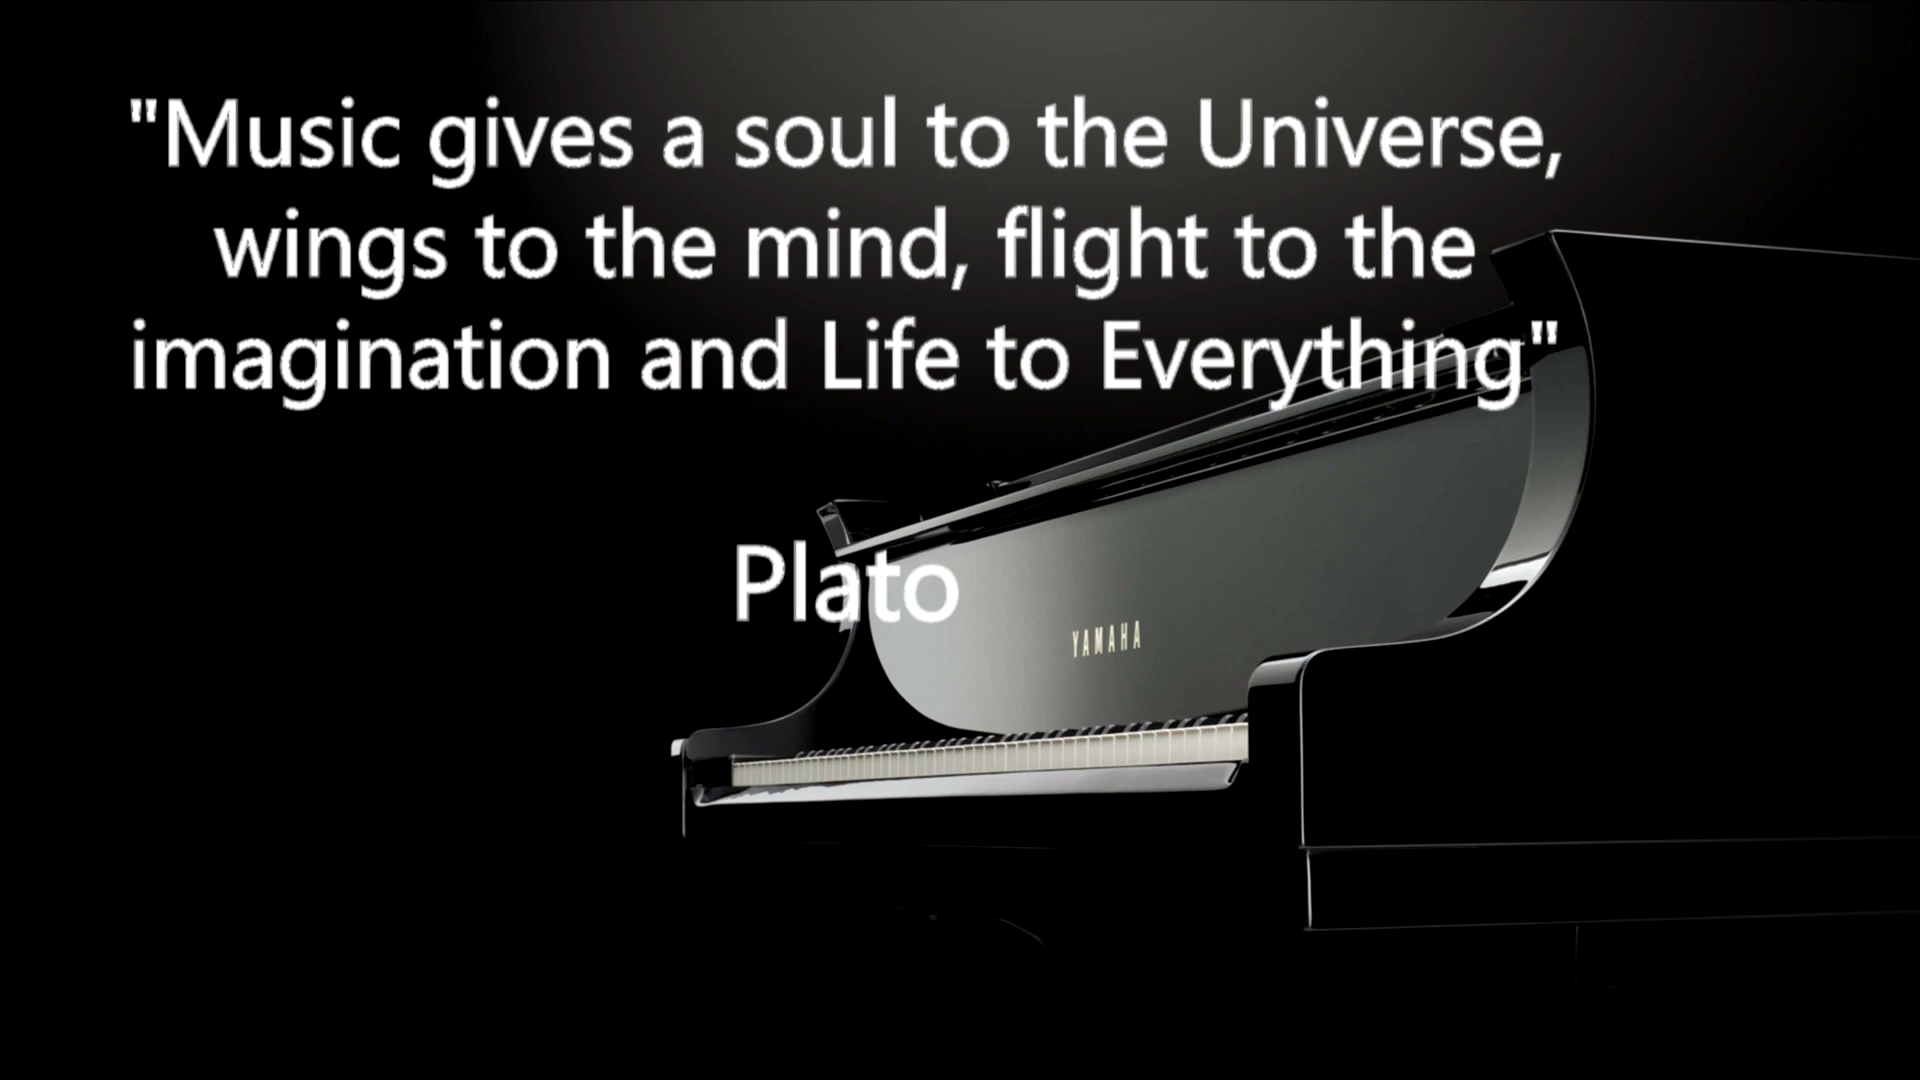 "Music gives a soul to the Universe,
wings to the mind, flight to the
imagination and Life to Everything"
Plato
YAMAHA